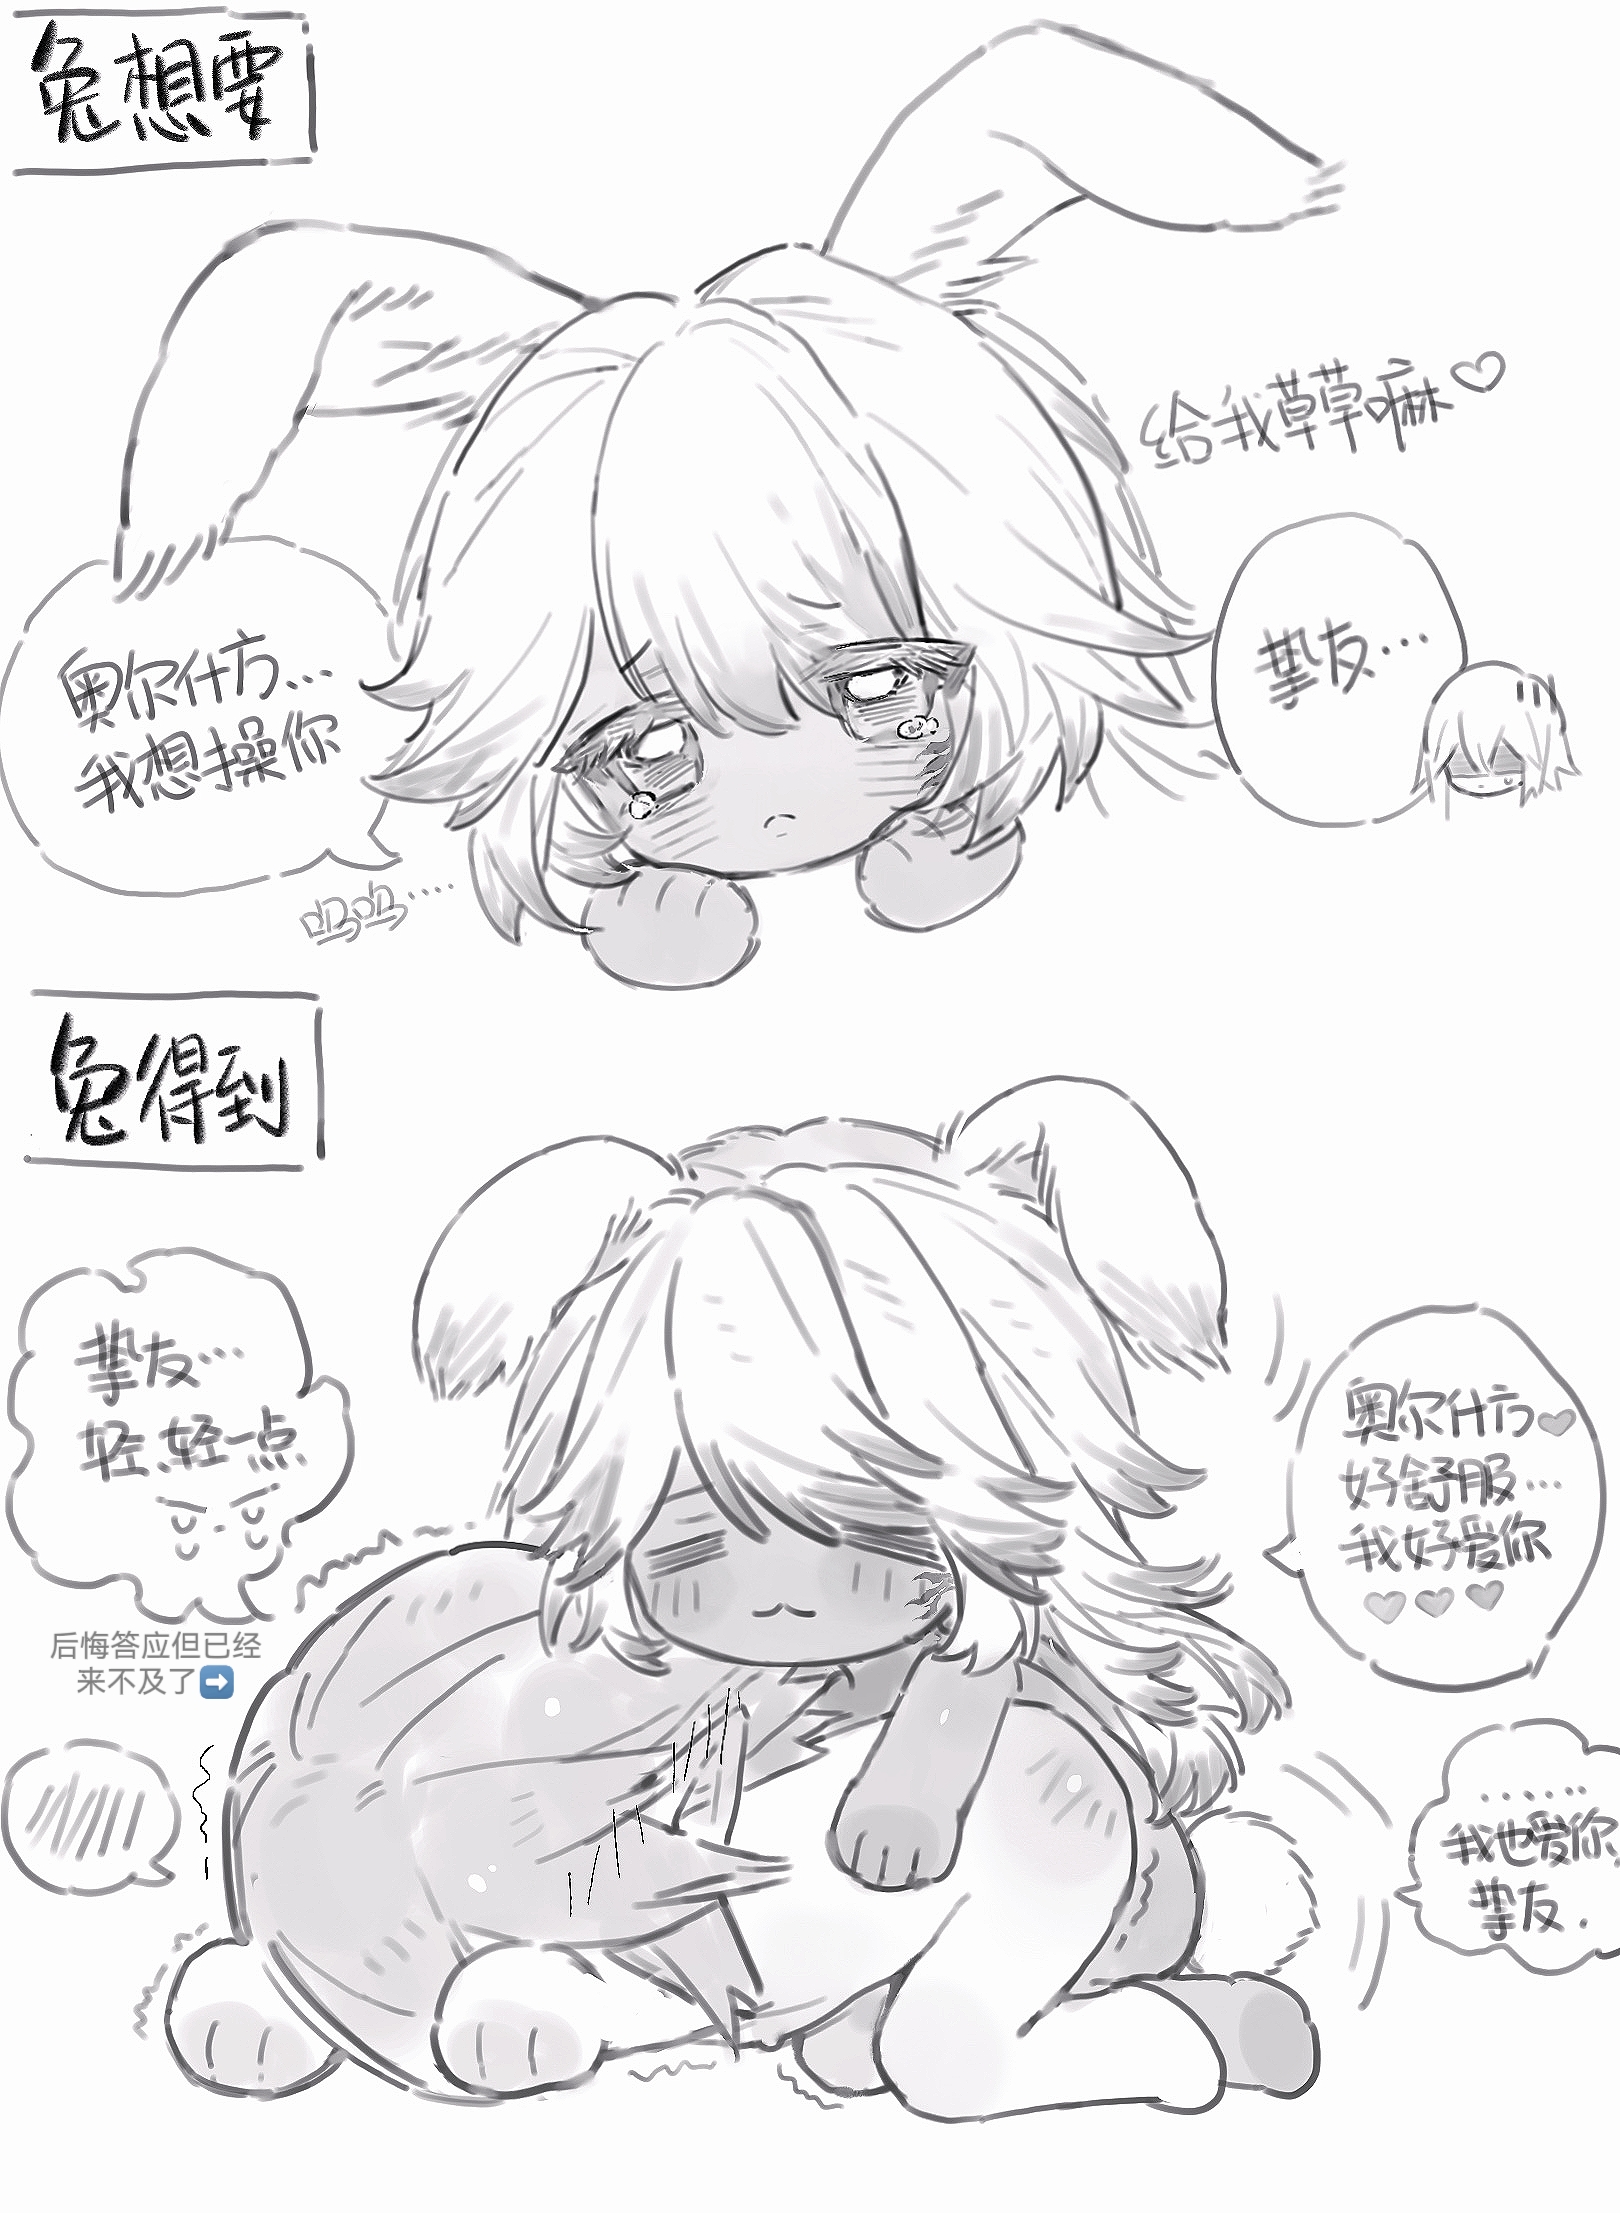 兔想要
给我草草嘛♡
奥尔什方…
我想操你
挚友…
呜呜……
兔得到
挚友…
轻、轻一点
后悔答应但已经
来不及了➡️
奥尔什方♥
好舒服…
我好爱你
♥♥♥
……
我也爱你
挚友.